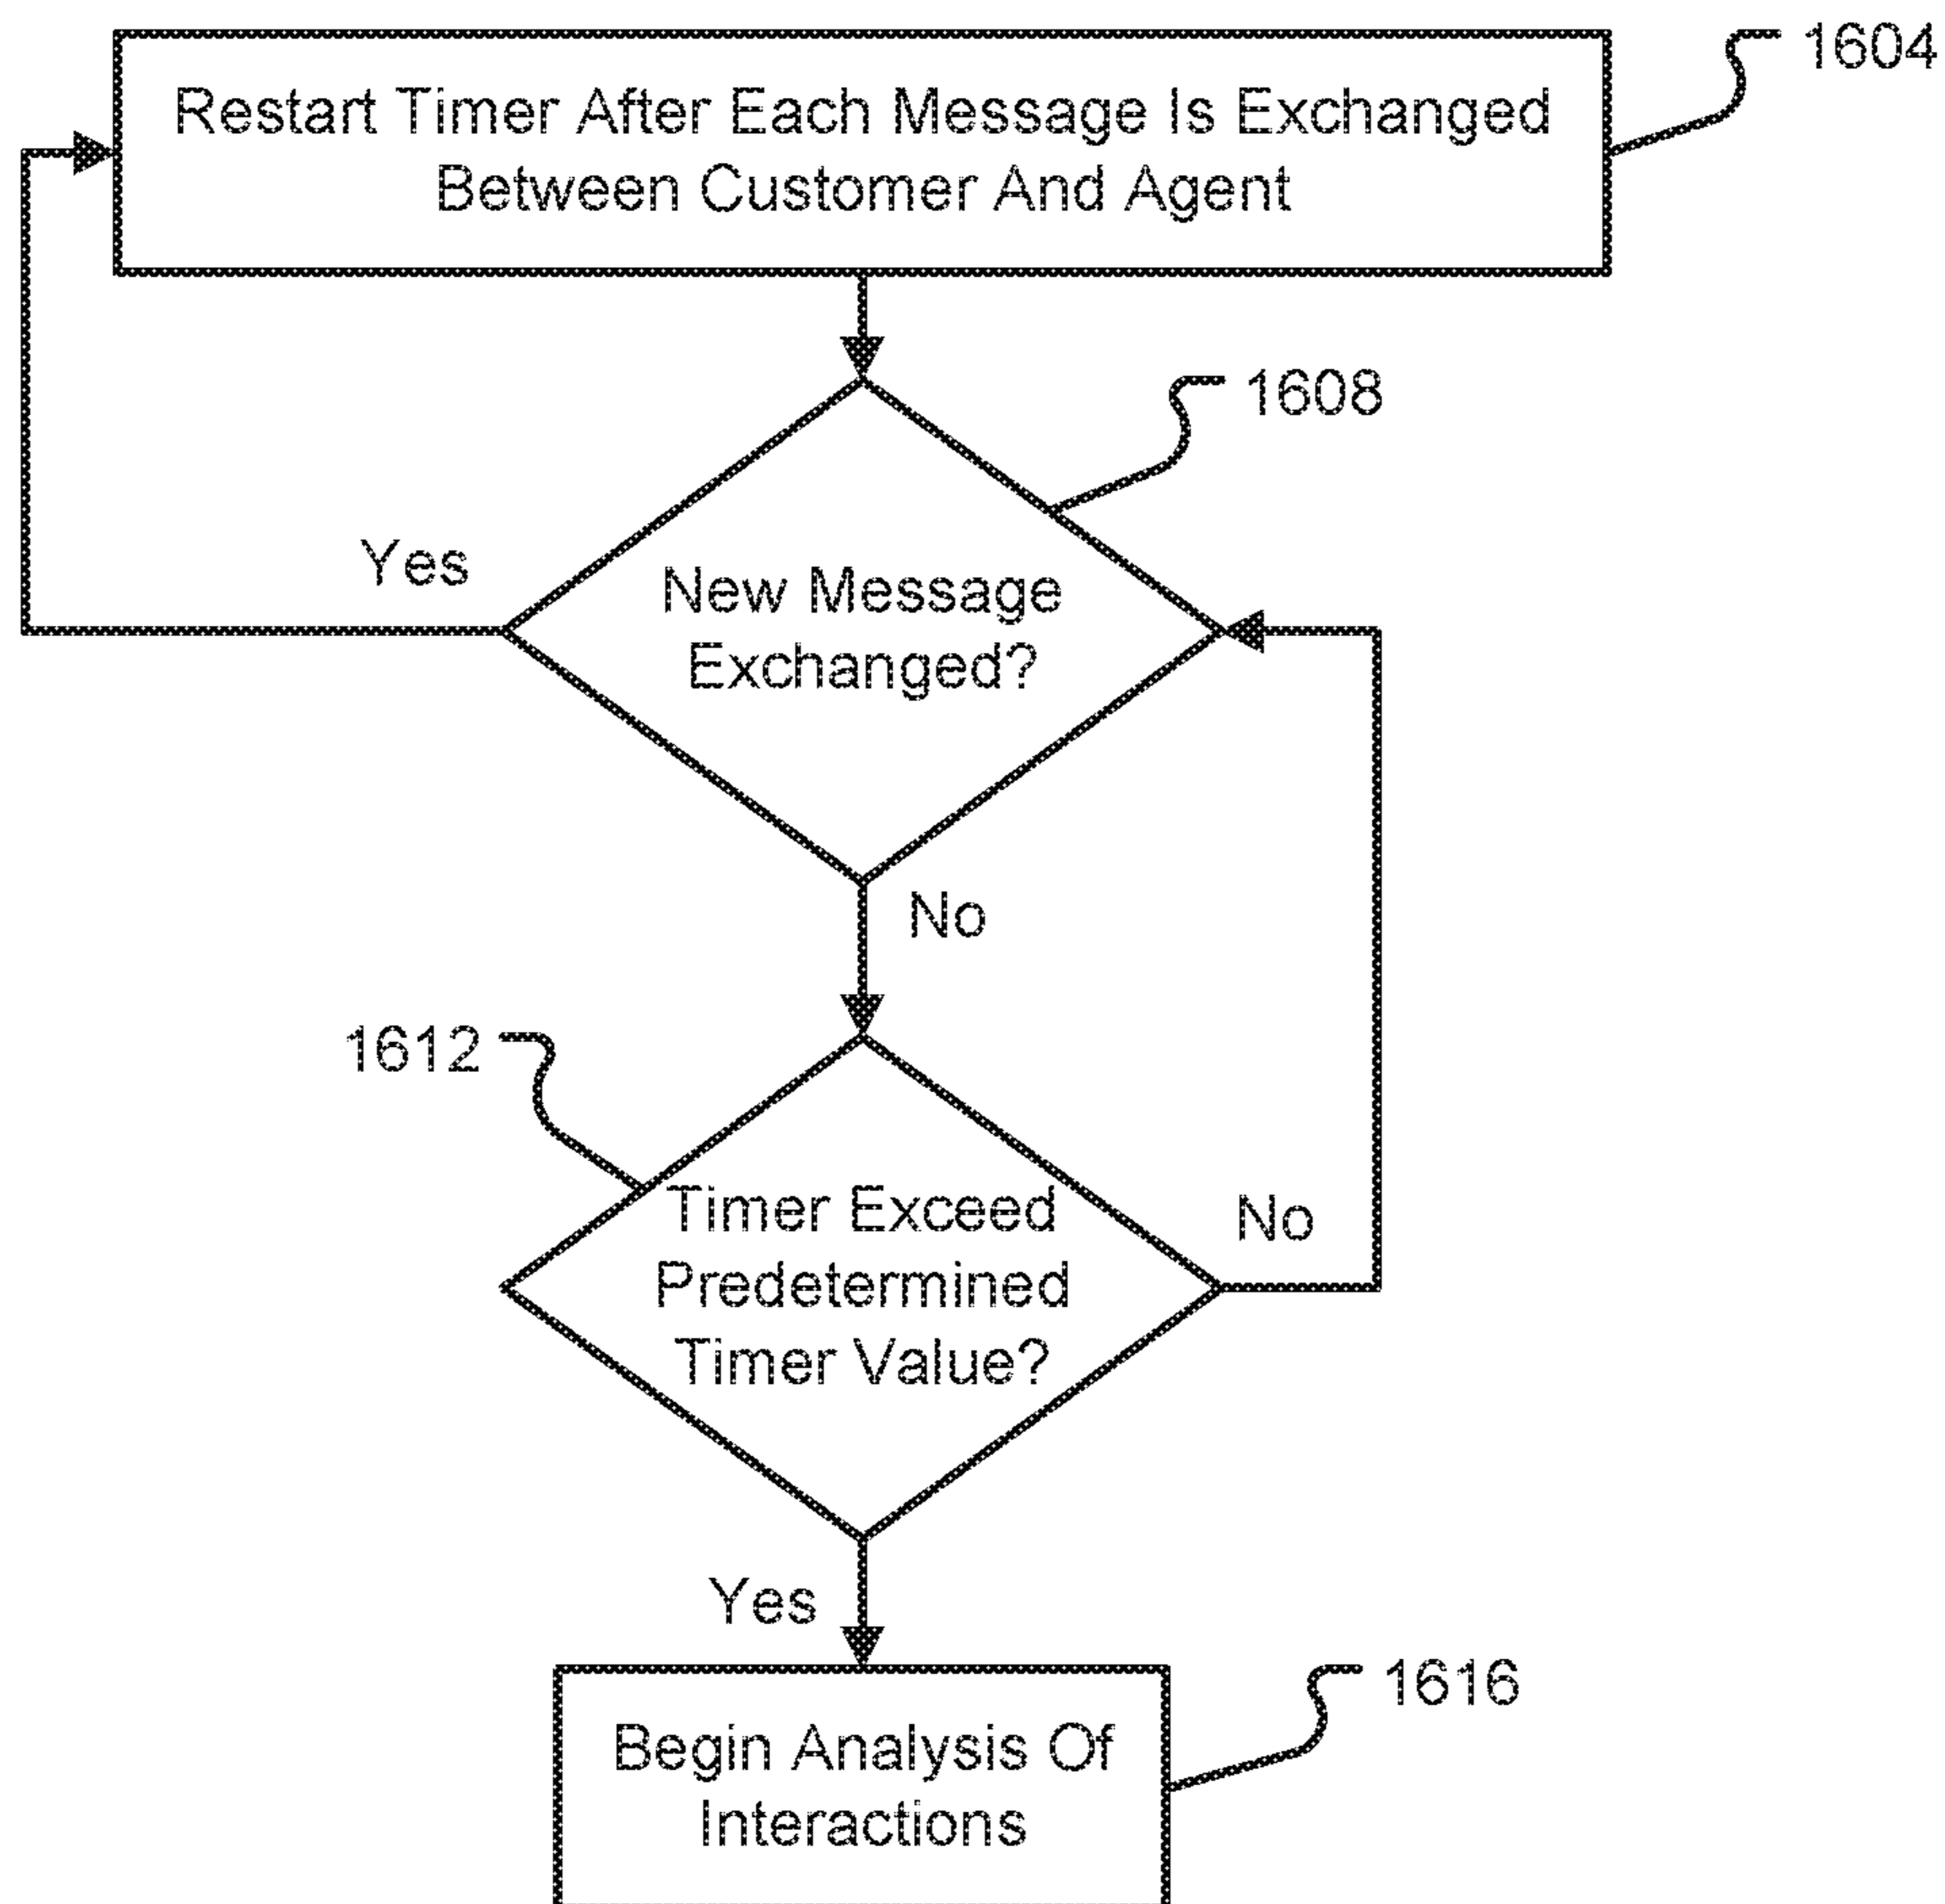 1604
Restart Timer After Each Message Is Exchanged
Between Customer And Agent
1608
Yes
New Message
Exchanged?
No
1612
Timer Exceed
Predetermined
Timer Value?
No
Yes
1616
Begin Analysis Of
Interactions